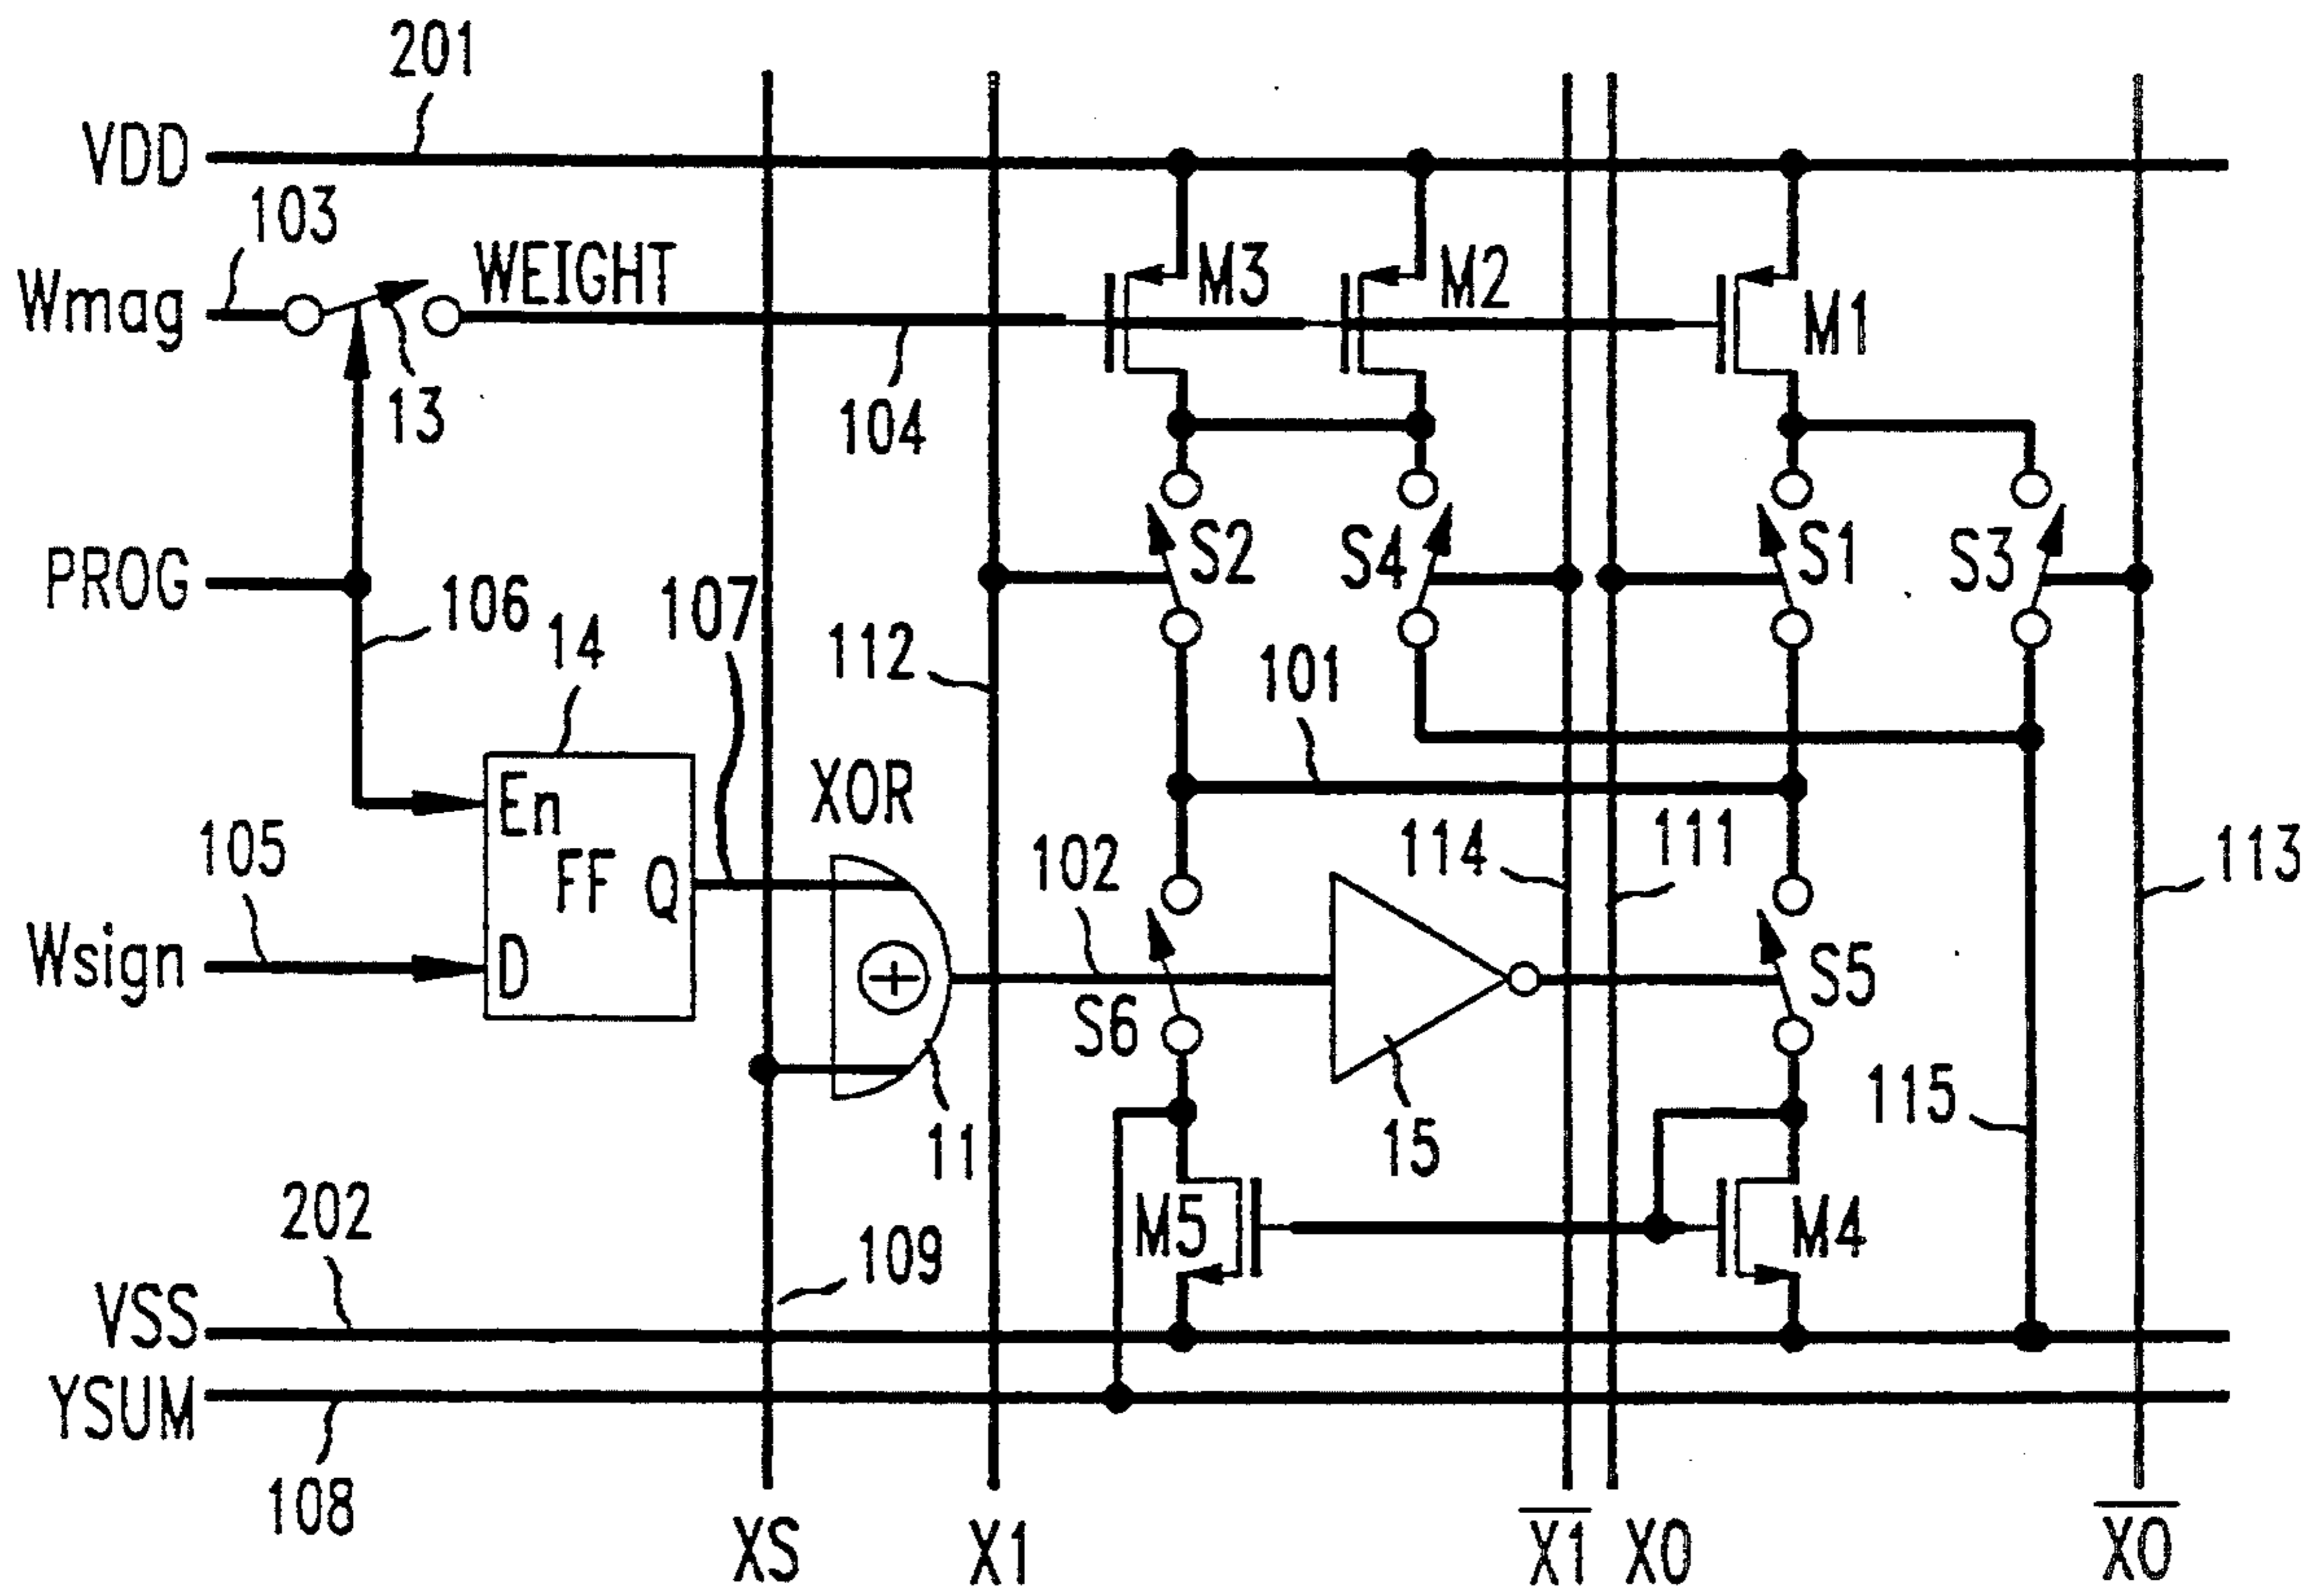 201
VDD
103
Wmag
WEIGHT
M3
M2
M1
13
104
PROG
106
14
107
112
S2
S4
S1
S3
101
En
XOR
105
FF
Q
102
114
111
113
Wsign
D
S6
S5
11
15
115
202
109
M5
M4
VSS
YSUM
108
XS
X1
X̅1̅
X0
X̅0̅